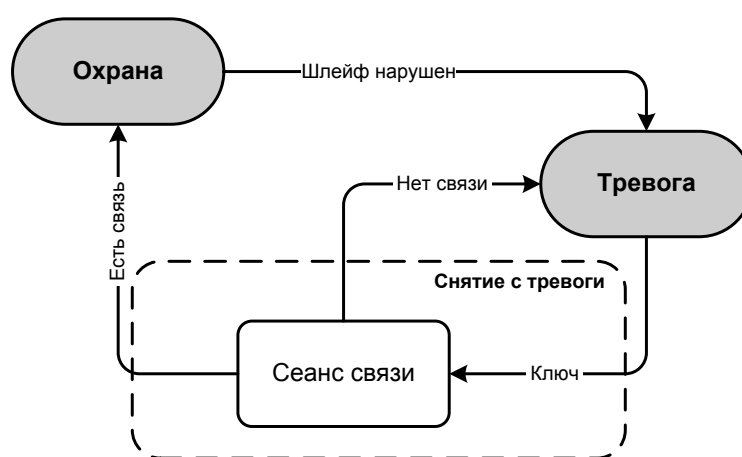 Охрана
Шлейф нарушен
Тревога
Нет связи
Есть связь
Снятие с тревоги
Сеанс связи
Ключ